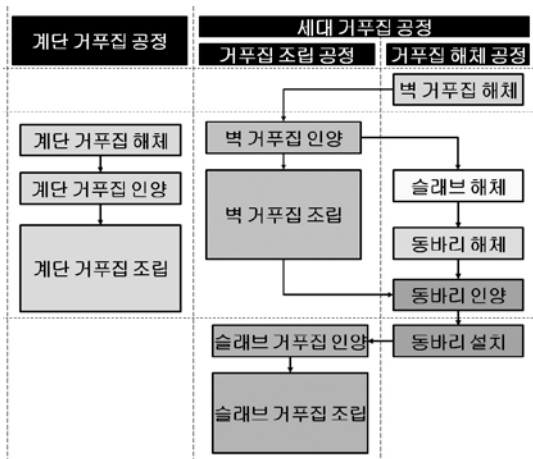 계단 거푸집 공정
세대 거푸집 공정
거푸집 조립 공정
거푸집 해체 공정
벽 거푸집 해체
계단 거푸집 해체
벽 거푸집 인양
계단 거푸집 인양
슬래브 해체
벽 거푸집 조립
동바리 해체
계단 거푸집 조립
동바리 인양
슬래브 거푸집 인양
동바리 설치
슬래브 거푸집 조립